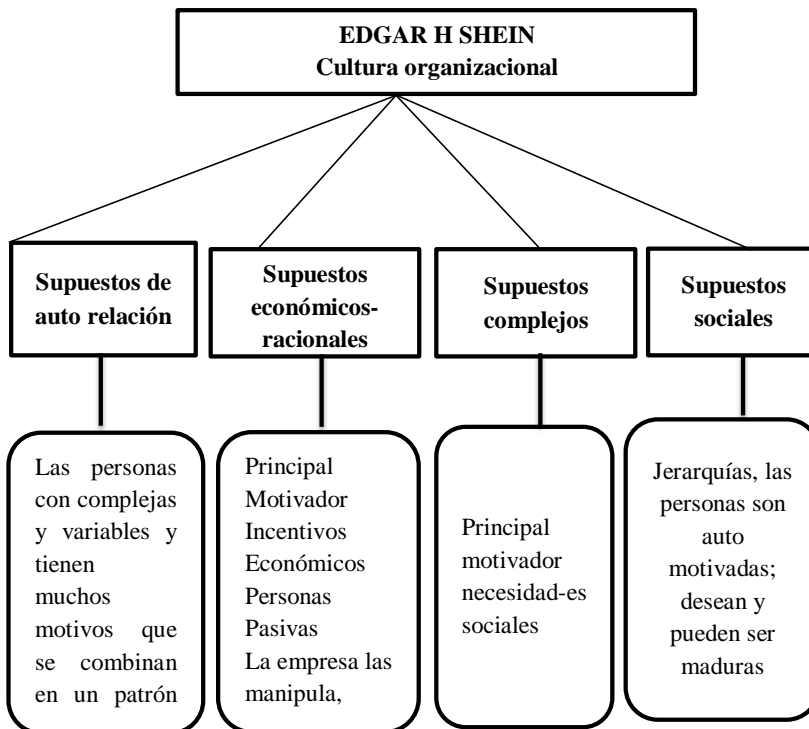 EDGAR H SHEIN
Cultura organizacional
Supuestos de
auto relación
Supuestos
económicos-
racionales
Supuestos
complejos
Supuestos
sociales
Las personas
con complejas
y variables y
tienen
muchos
motivos que
se combinan
en un patrón
Principal
Motivador
Incentivos
Económicos
Personas
Pasivas
La empresa las
manipula,
Principal
motivador
necesidad-es
sociales
Jerarquías, las
personas son
auto
motivadas;
desean y
pueden ser
maduras